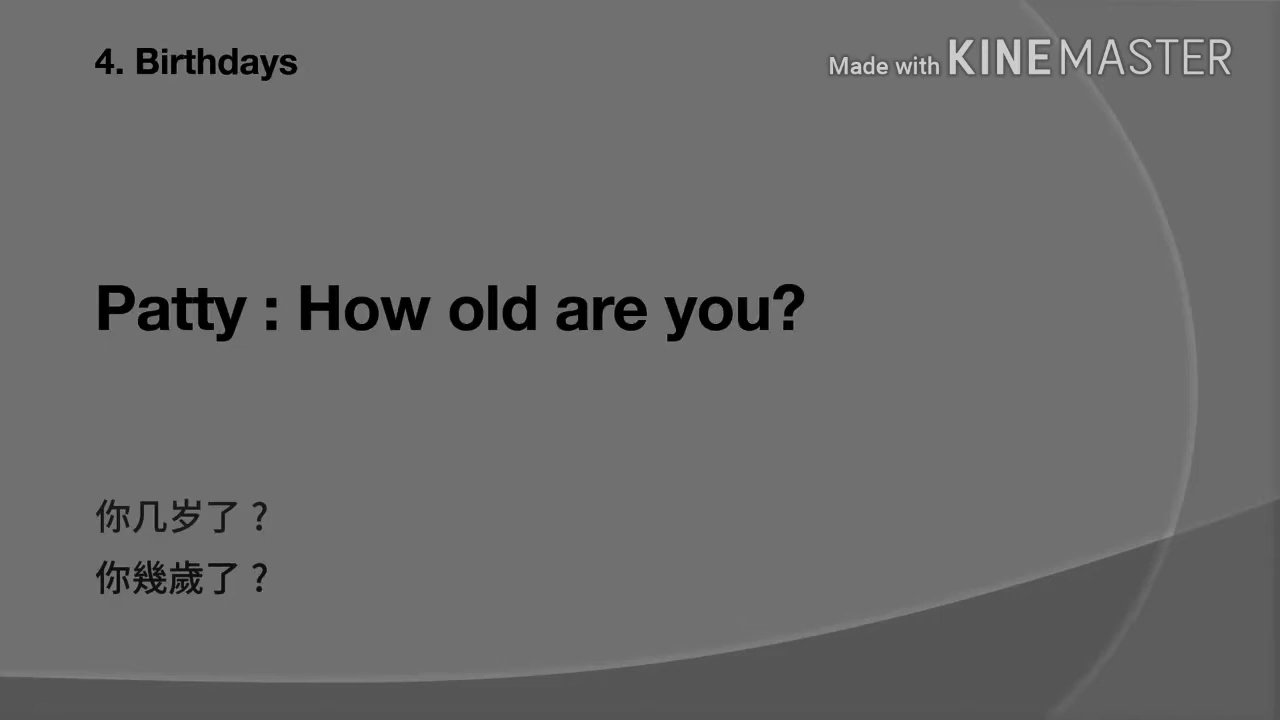 4. Birthdays
Made with KINEMASTER
Patty : How old are you?
你几岁了？
你幾歲了？